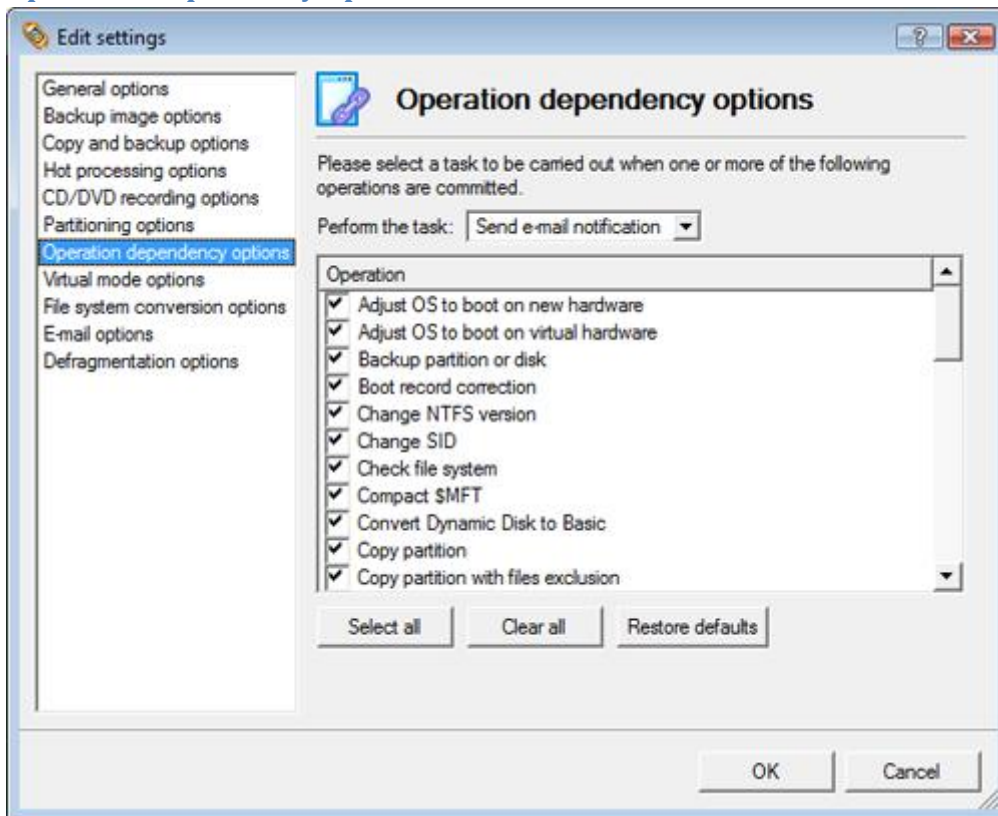 Edit settings
General options
Backup image options
Copy and backup options
Hot processing options
CD/DVD recording options
Partitioning options
Operation dependency options
Virtual mode options
File system conversion options
E-mail options
Defragmentation options
Operation dependency options
Please select a task to be carried out when one or more of the following
operations are committed.
Perform the task: Send e-mail notification
Operation
Adjust OS to boot on new hardware
Adjust OS to boot on virtual hardware
Backup partition or disk
Boot record correction
Change NTFS version
Change SID
Check file system
Compact $MFT
Convert Dynamic Disk to Basic
Copy partition
Copy partition with files exclusion
Select all Clear all Restore defaults
OK Cancel